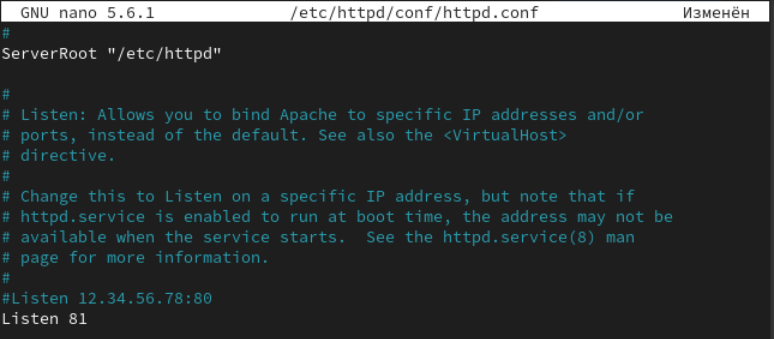 GNU nano 5.6.1 /etc/httpd/conf/httpd.conf Изменён
#
ServerRoot "/etc/httpd"
#
# Listen: Allows you to bind Apache to specific IP addresses and/or
# ports, instead of the default. See also the <VirtualHost>
# directive.
#
# Change this to Listen on a specific IP address, but note that if
# httpd.service is enabled to run at boot time, the address may not be
# available when the service starts.  See the httpd.service(8) man
# page for more information.
#
#Listen 12.34.56.78:80
Listen 81